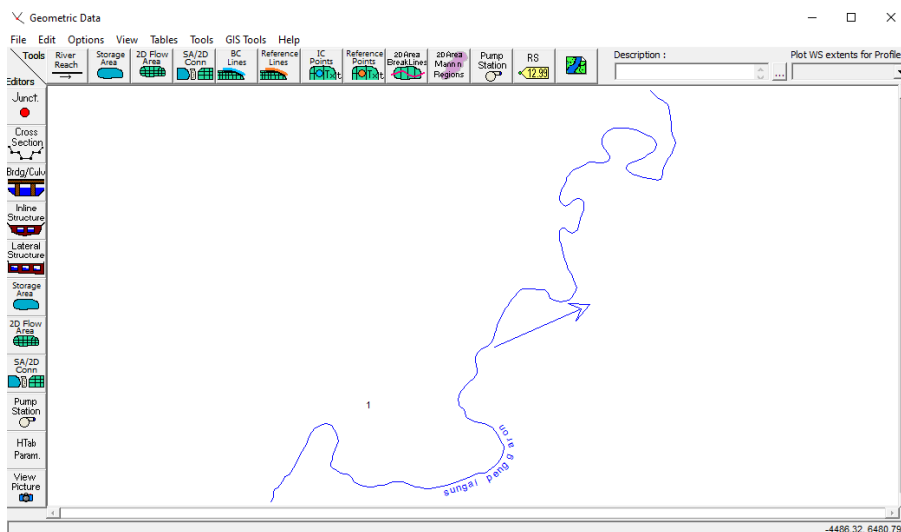 Geometric Data
File Edit Options View Tables Tools GIS Tools Help
Tools
Editors
River Reach
Storage Area
2D Flow Area
SA/2D Conn
BC Lines
Reference Lines
IC Points
Reference Points
2D Area BreakLines
2D Area Mann n Regions
Pump Station
RS
12.99
Description :
...
Plot WS extents for Profile
Junct.
Cross Section
Brdg/Culv
Inline Structure
Lateral Structure
Storage Area
2D Flow Area
SA/2D Conn
Pump Station
HTab Param.
View Picture
1
sungai peng g aron
-4486.32, 6480.79